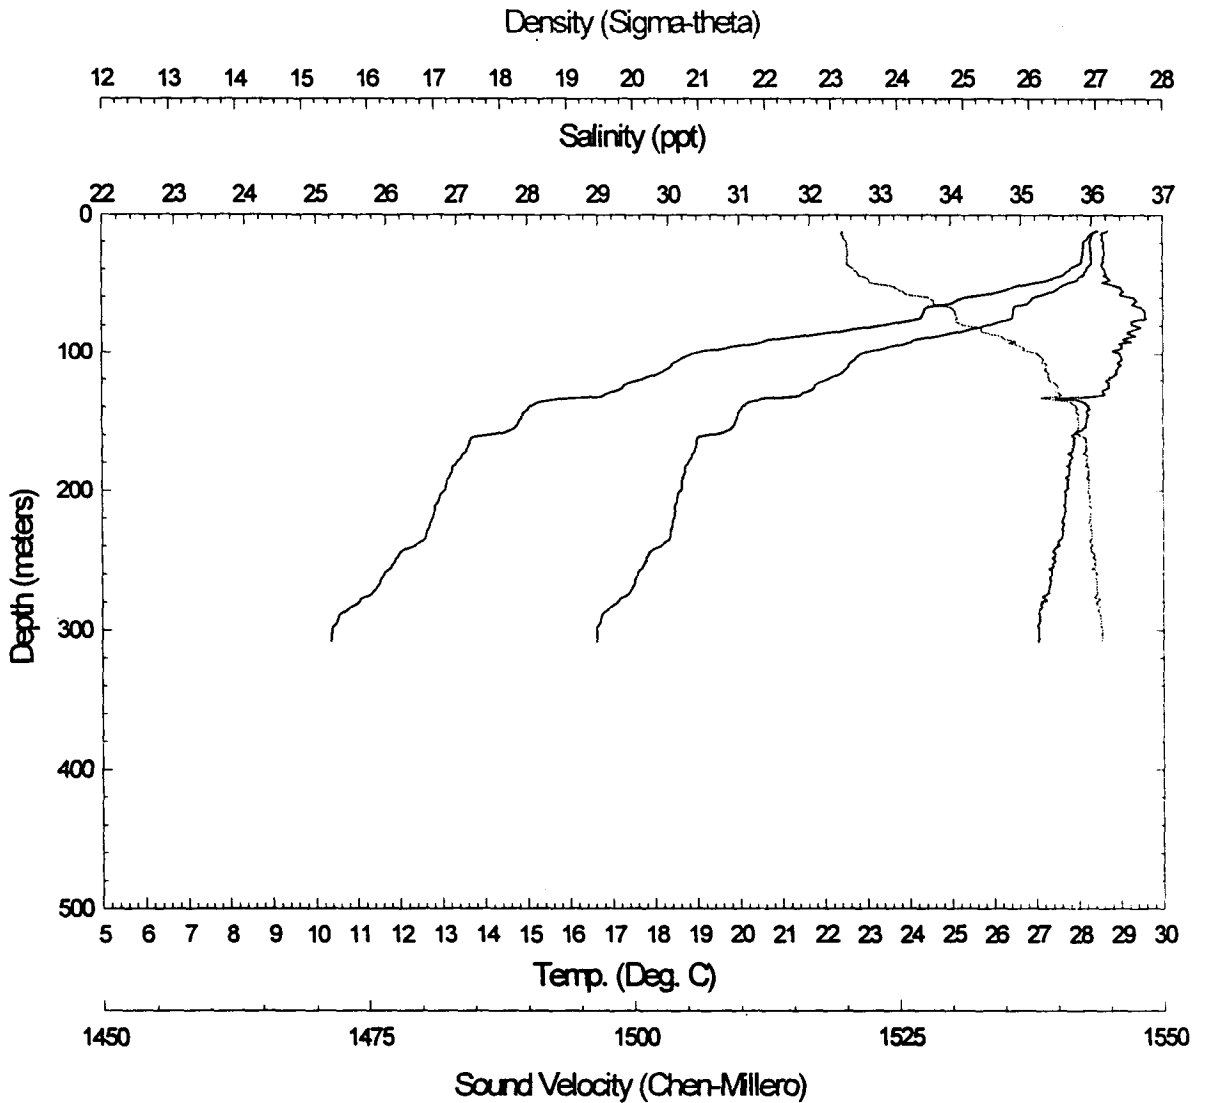 Density (Sigma-theta)
12 13 14 15 16 17 18 19 20 21 22 23 24 25 26 27 28
Salinity (ppt)
22 23 24 25 26 27 28 29 30 31 32 33 34 35 36 37
0
100
200
300
400
500
Depth (meters)
5 6 7 8 9 10 11 12 13 14 15 16 17 18 19 20 21 22 23 24 25 26 27 28 29 30
Temp. (Deg. C)
1450 1475 1500 1525 1550
Sound Velocity (Chen-Millero)